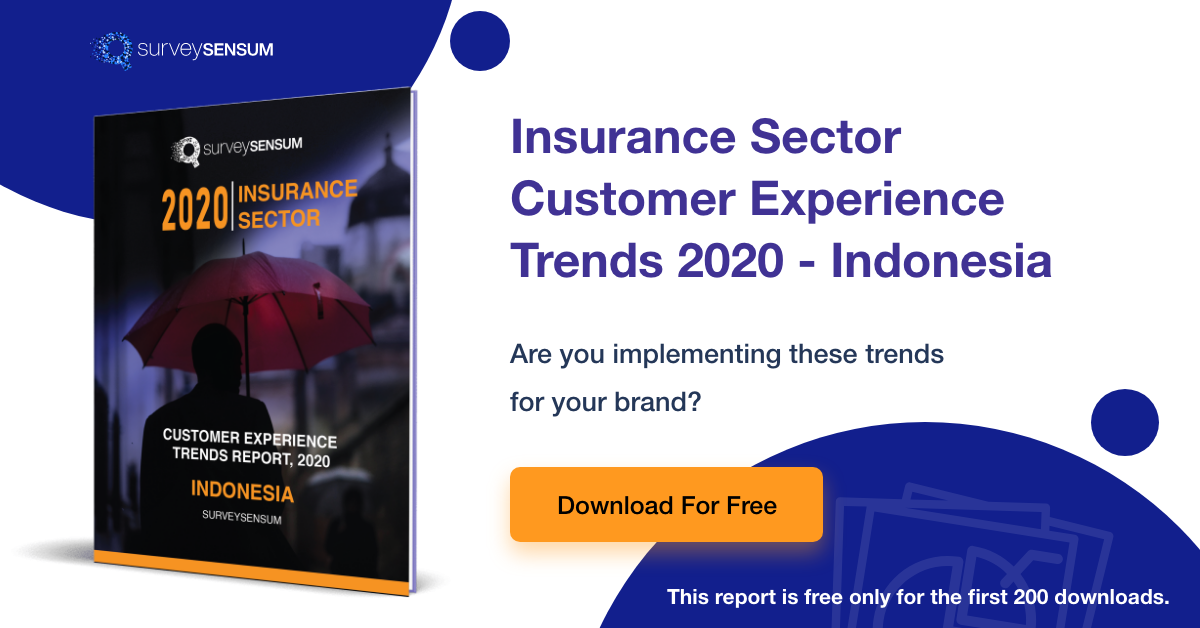 surveySENSUM
surveySENSUM
2020
INSURANCE
SECTOR
CUSTOMER EXPERIENCE
TRENDS REPORT, 2020
INDONESIA
SURVEYSENSUM
Insurance Sector
Customer Experience
Trends 2020 - Indonesia
Are you implementing these trends
for your brand?
Download For Free
This report is free only for the first 200 downloads.